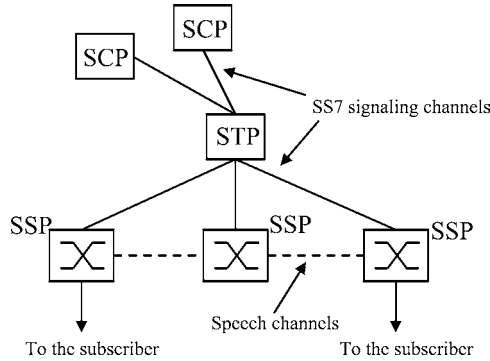 SCP
SCP
SS7 signaling channels
STP
SSP
SSP
SSP
Speech channels
To the subscriber
To the subscriber